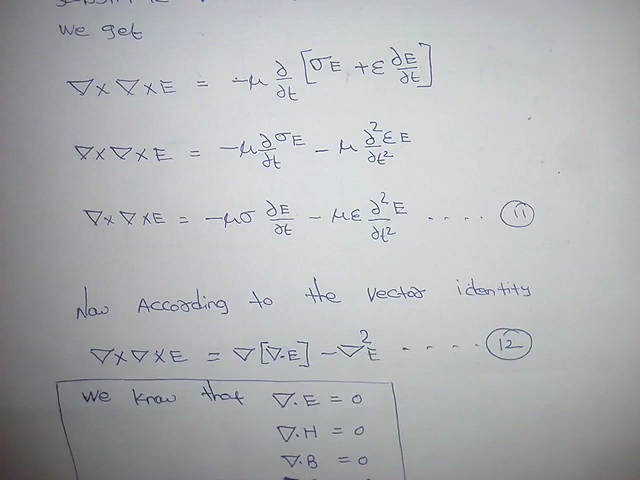 we get
∇×∇×E = -μ ∂/∂t [σE + ε ∂E/∂t]
∇×∇×E = -μ ∂σE/∂t - μ ∂²εE/∂t²
∇×∇×E = -μσ ∂E/∂t - με ∂²E/∂t² .... (11)
Now According to the vector identity
∇×∇×E = ∇[∇.E] - ∇²E ..... (12)
we know that ∇.E = 0
∇.H = 0
∇.B = 0